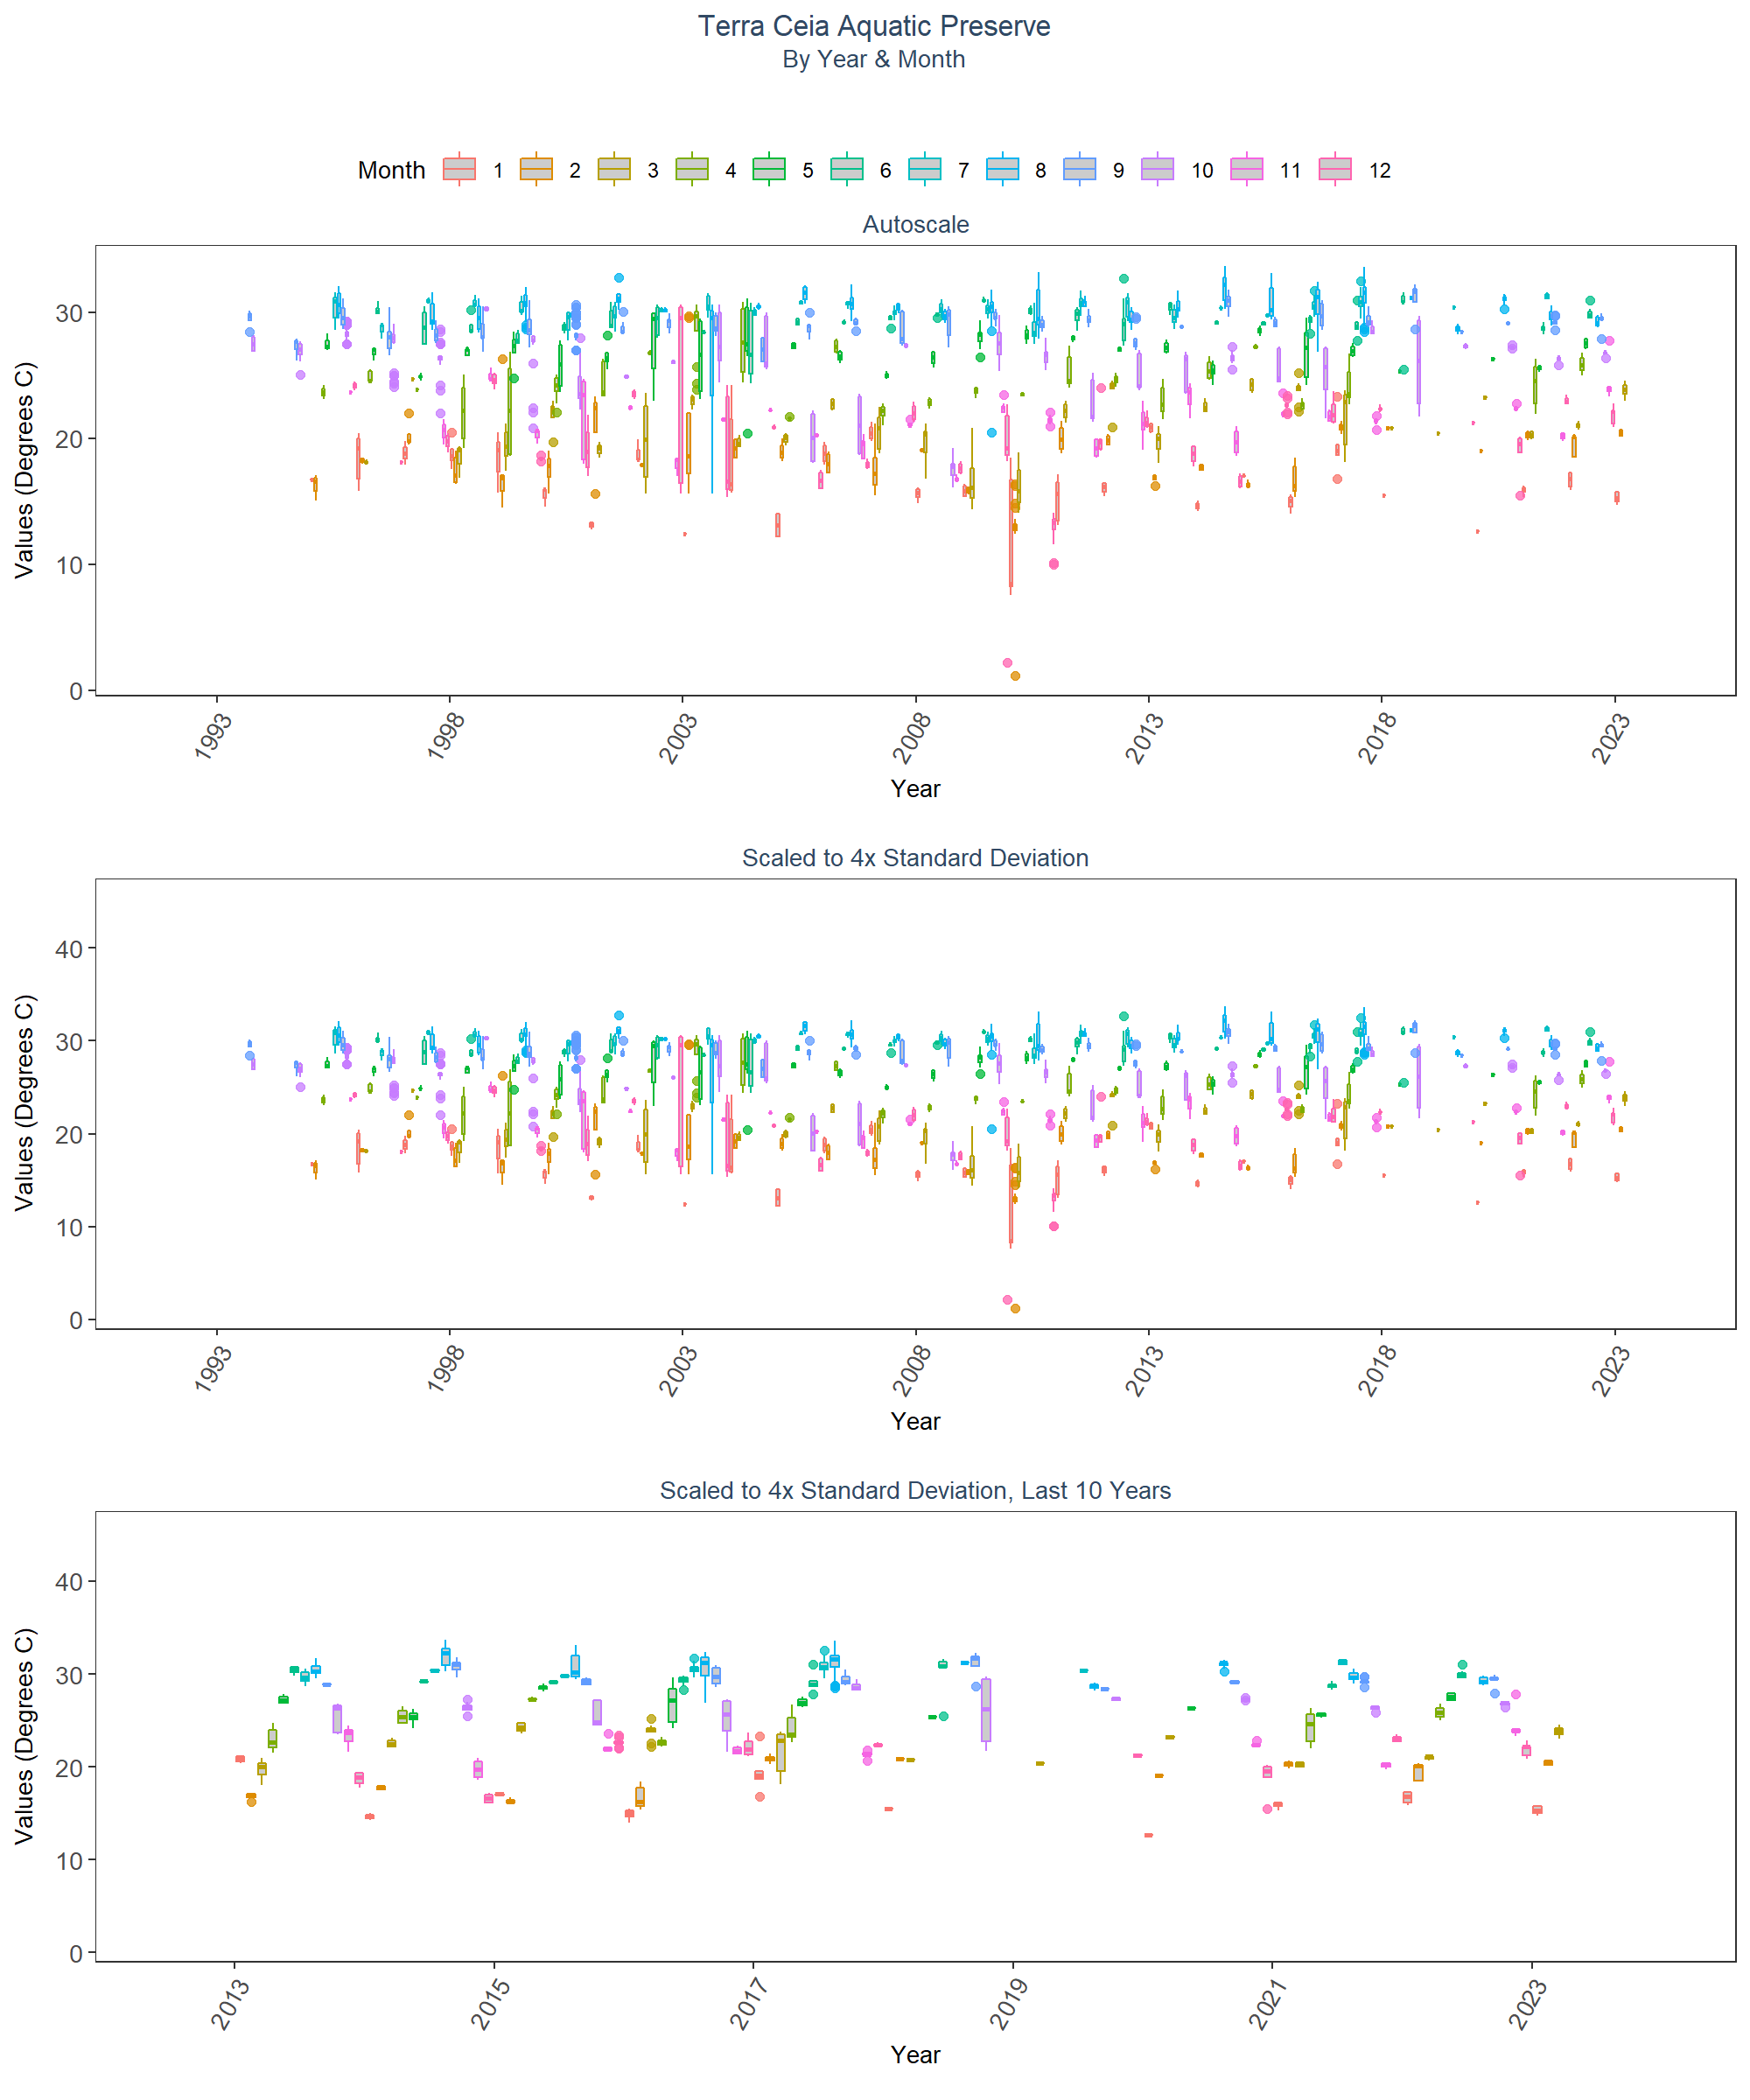 Terra Ceia Aquatic Preserve
By Year & Month
Month 1 2 3 4 5 6 7 8 9 10 11 12
Autoscale
Values (Degrees C)
30
20
10
0
1993 1998 2003 2008 2013 2018 2023
Year
Scaled to 4x Standard Deviation
Values (Degrees C)
40
30
20
10
0
1993 1998 2003 2008 2013 2018 2023
Year
Scaled to 4x Standard Deviation, Last 10 Years
Values (Degrees C)
40
30
20
10
0
2013 2015 2017 2019 2021 2023
Year